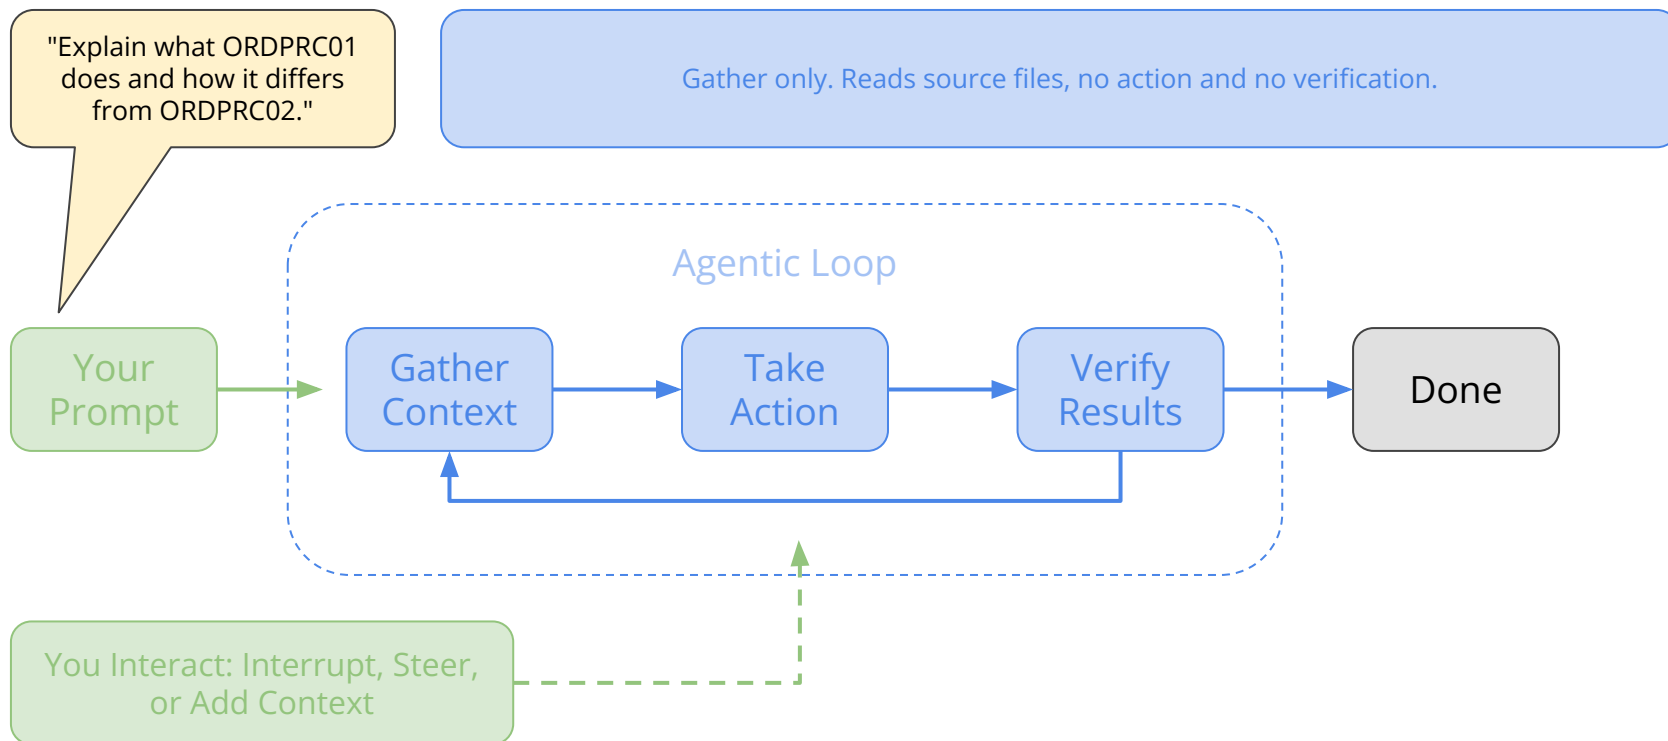 "Explain what ORDPRC01
does and how it differs
from ORDPRC02."
Gather only. Reads source files, no action and no verification.
Agentic Loop
Your
Prompt
Gather
Context
Take
Action
Verify
Results
Done
You Interact: Interrupt, Steer,
or Add Context